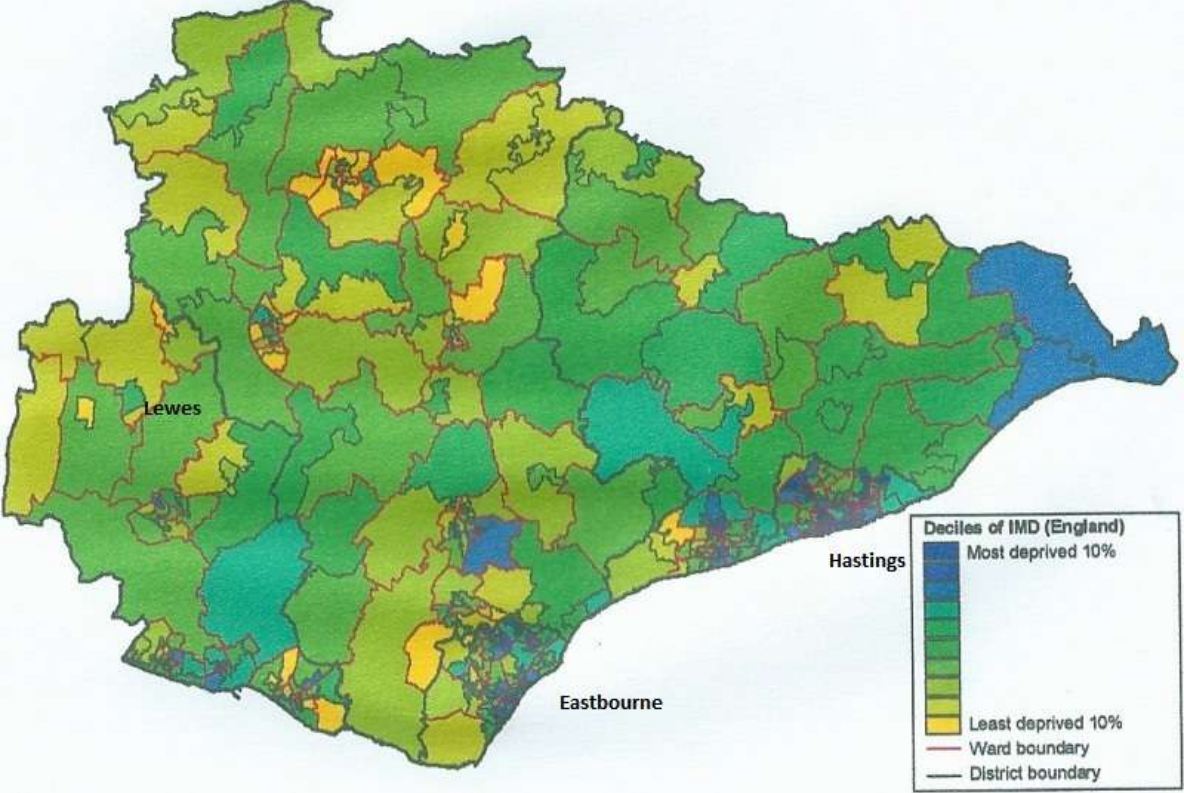 Lewes
Deciles of IMD (England)
Most deprived 10%
Hastings
Eastbourne
Least deprived 10%
Ward boundary
District boundary